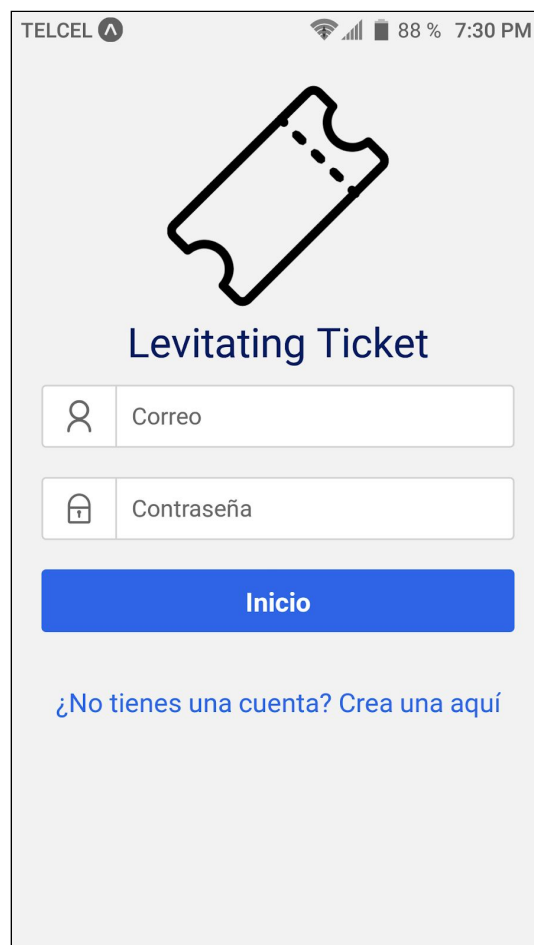 TELCEL 88 % 7:30 PM
Levitating Ticket
Correo
Contraseña
Inicio
¿No tienes una cuenta? Crea una aquí